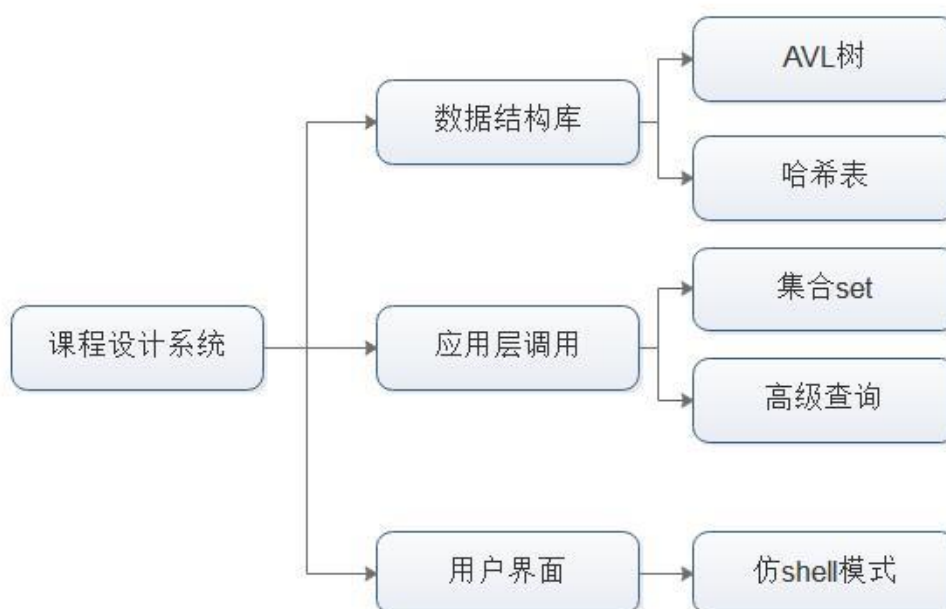 AVL树
数据结构库
哈希表
集合set
课程设计系统
应用层调用
高级查询
用户界面
仿shell模式